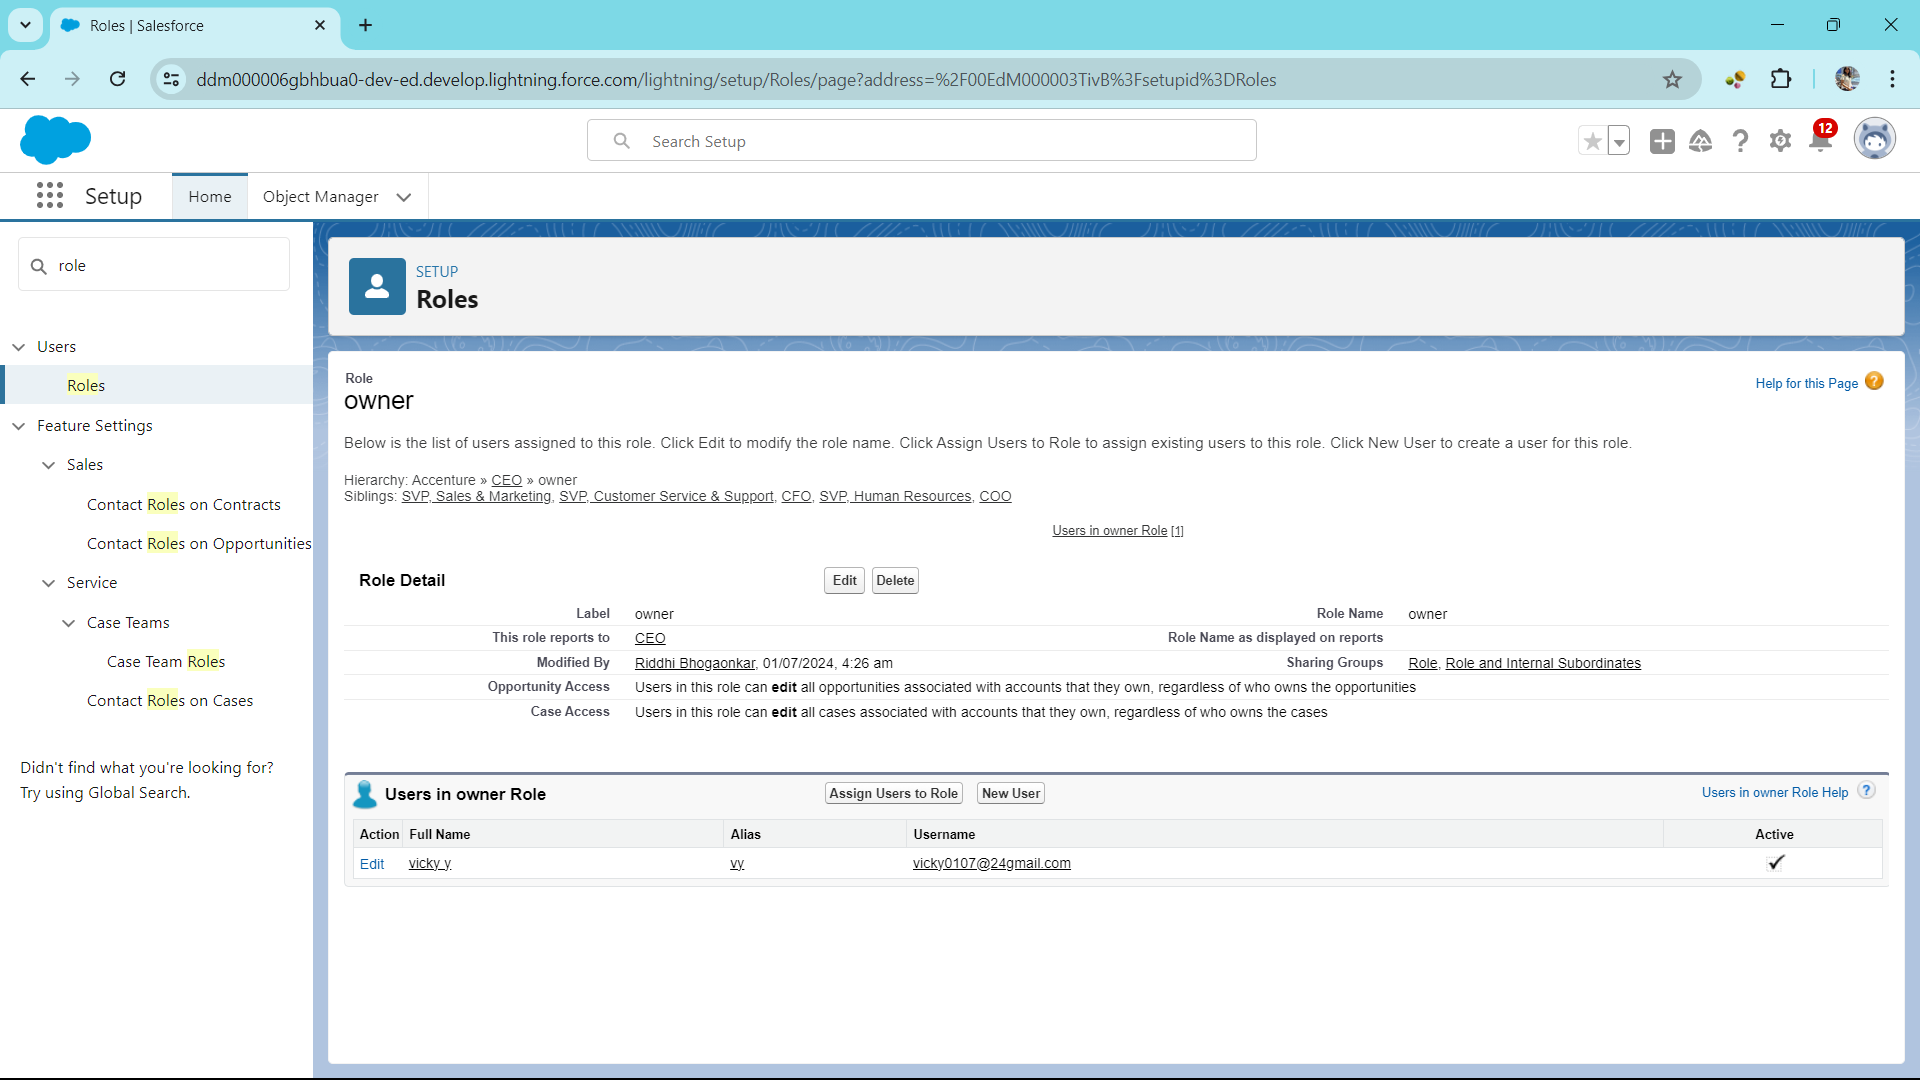 Roles | Salesforce
ddm000006gbhbua0-dev-ed.develop.lightning.force.com/lightning/setup/Roles/page?address=%2F00EdM000003TivB%3Fsetupid%3DRoles
Search Setup
12
Setup
Home
Object Manager
role
Users
Roles
Feature Settings
Sales
Contact Roles on Contracts
Contact Roles on Opportunities
Service
Case Teams
Case Team Roles
Contact Roles on Cases
Didn't find what you're looking for?
Try using Global Search.
SETUP
Roles
Role
owner
Help for this Page ?
Below is the list of users assigned to this role. Click Edit to modify the role name. Click Assign Users to Role to assign existing users to this role. Click New User to create a user for this role.
Hierarchy: Accenture » CEO » owner
Siblings: SVP, Sales & Marketing, SVP, Customer Service & Support, CFO, SVP, Human Resources, COO
Users in owner Role [1]
Role Detail Edit Delete
Label owner Role Name owner
This role reports to CEO Role Name as displayed on reports
Modified By Riddhi Bhogaonkar, 01/07/2024, 4:26 am Sharing Groups Role, Role and Internal Subordinates
Opportunity Access Users in this role can edit all opportunities associated with accounts that they own, regardless of who owns the opportunities
Case Access Users in this role can edit all cases associated with accounts that they own, regardless of who owns the cases
Users in owner Role Assign Users to Role New User Users in owner Role Help ?
Action Full Name Alias Username Active
Edit vicky y vy vicky0107@24gmail.com